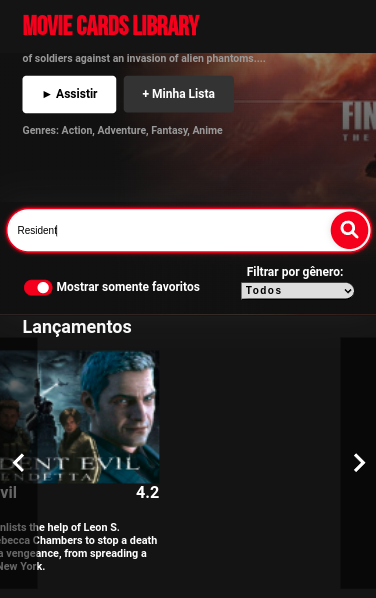 MOVIE CARDS LIBRARY
of soldiers against an invasion of alien phantoms....
► Assistir
+ Minha Lista
Genres: Action, Adventure, Fantasy, Anime
FIN
THE
Resident
Filtrar por gênero:
Mostrar somente favoritos
Todos
Lançamentos
DENT EVIL
ENDETTA
vil
4.2
nlists the help of Leon S.
ebecca Chambers to stop a death
a vengeance, from spreading a
New York.